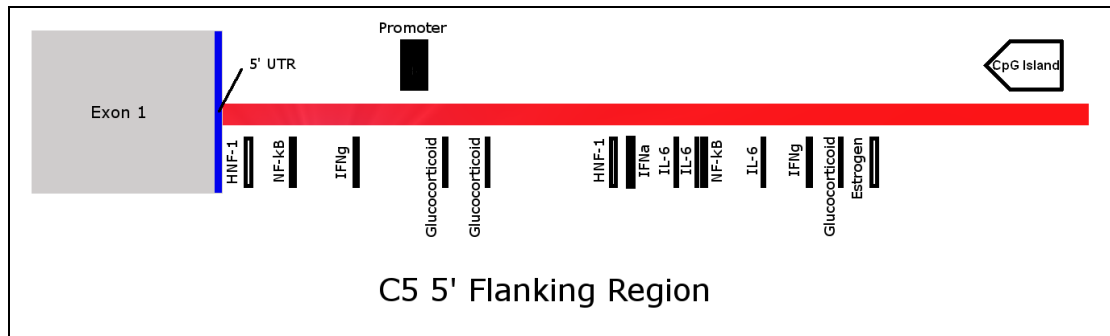 Promoter
5' UTR
CpG Island
Exon 1
HNF-1
NF-kB
IFNg
Glucocorticoid
Glucocorticoid
HNF-1
IFNa
IL-6
IL-6
NF-kB
IL-6
IFNg
Glucocorticoid
Estrogen
C5 5' Flanking Region